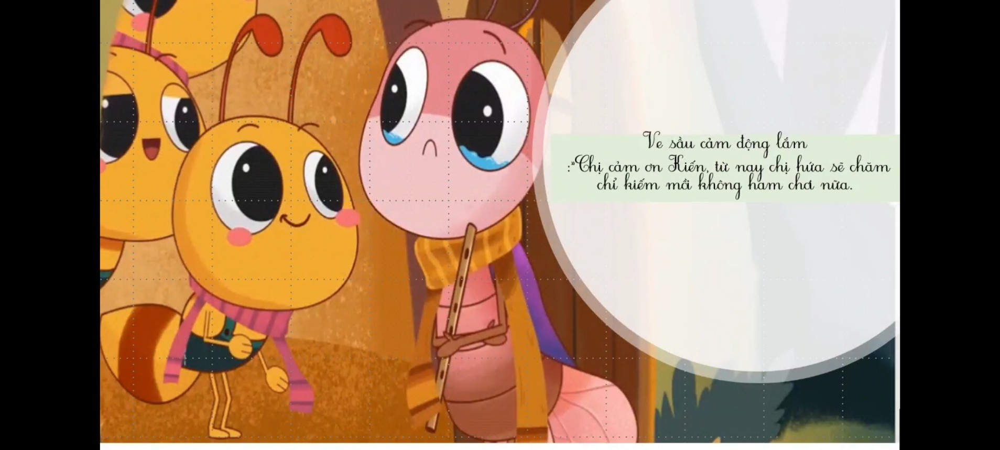 Ve sầu cảm động lắm
:"Chị cảm ơn Kiến, từ nay chị hứa sẽ chăm
chỉ kiếm mồi không ham chơi nữa.